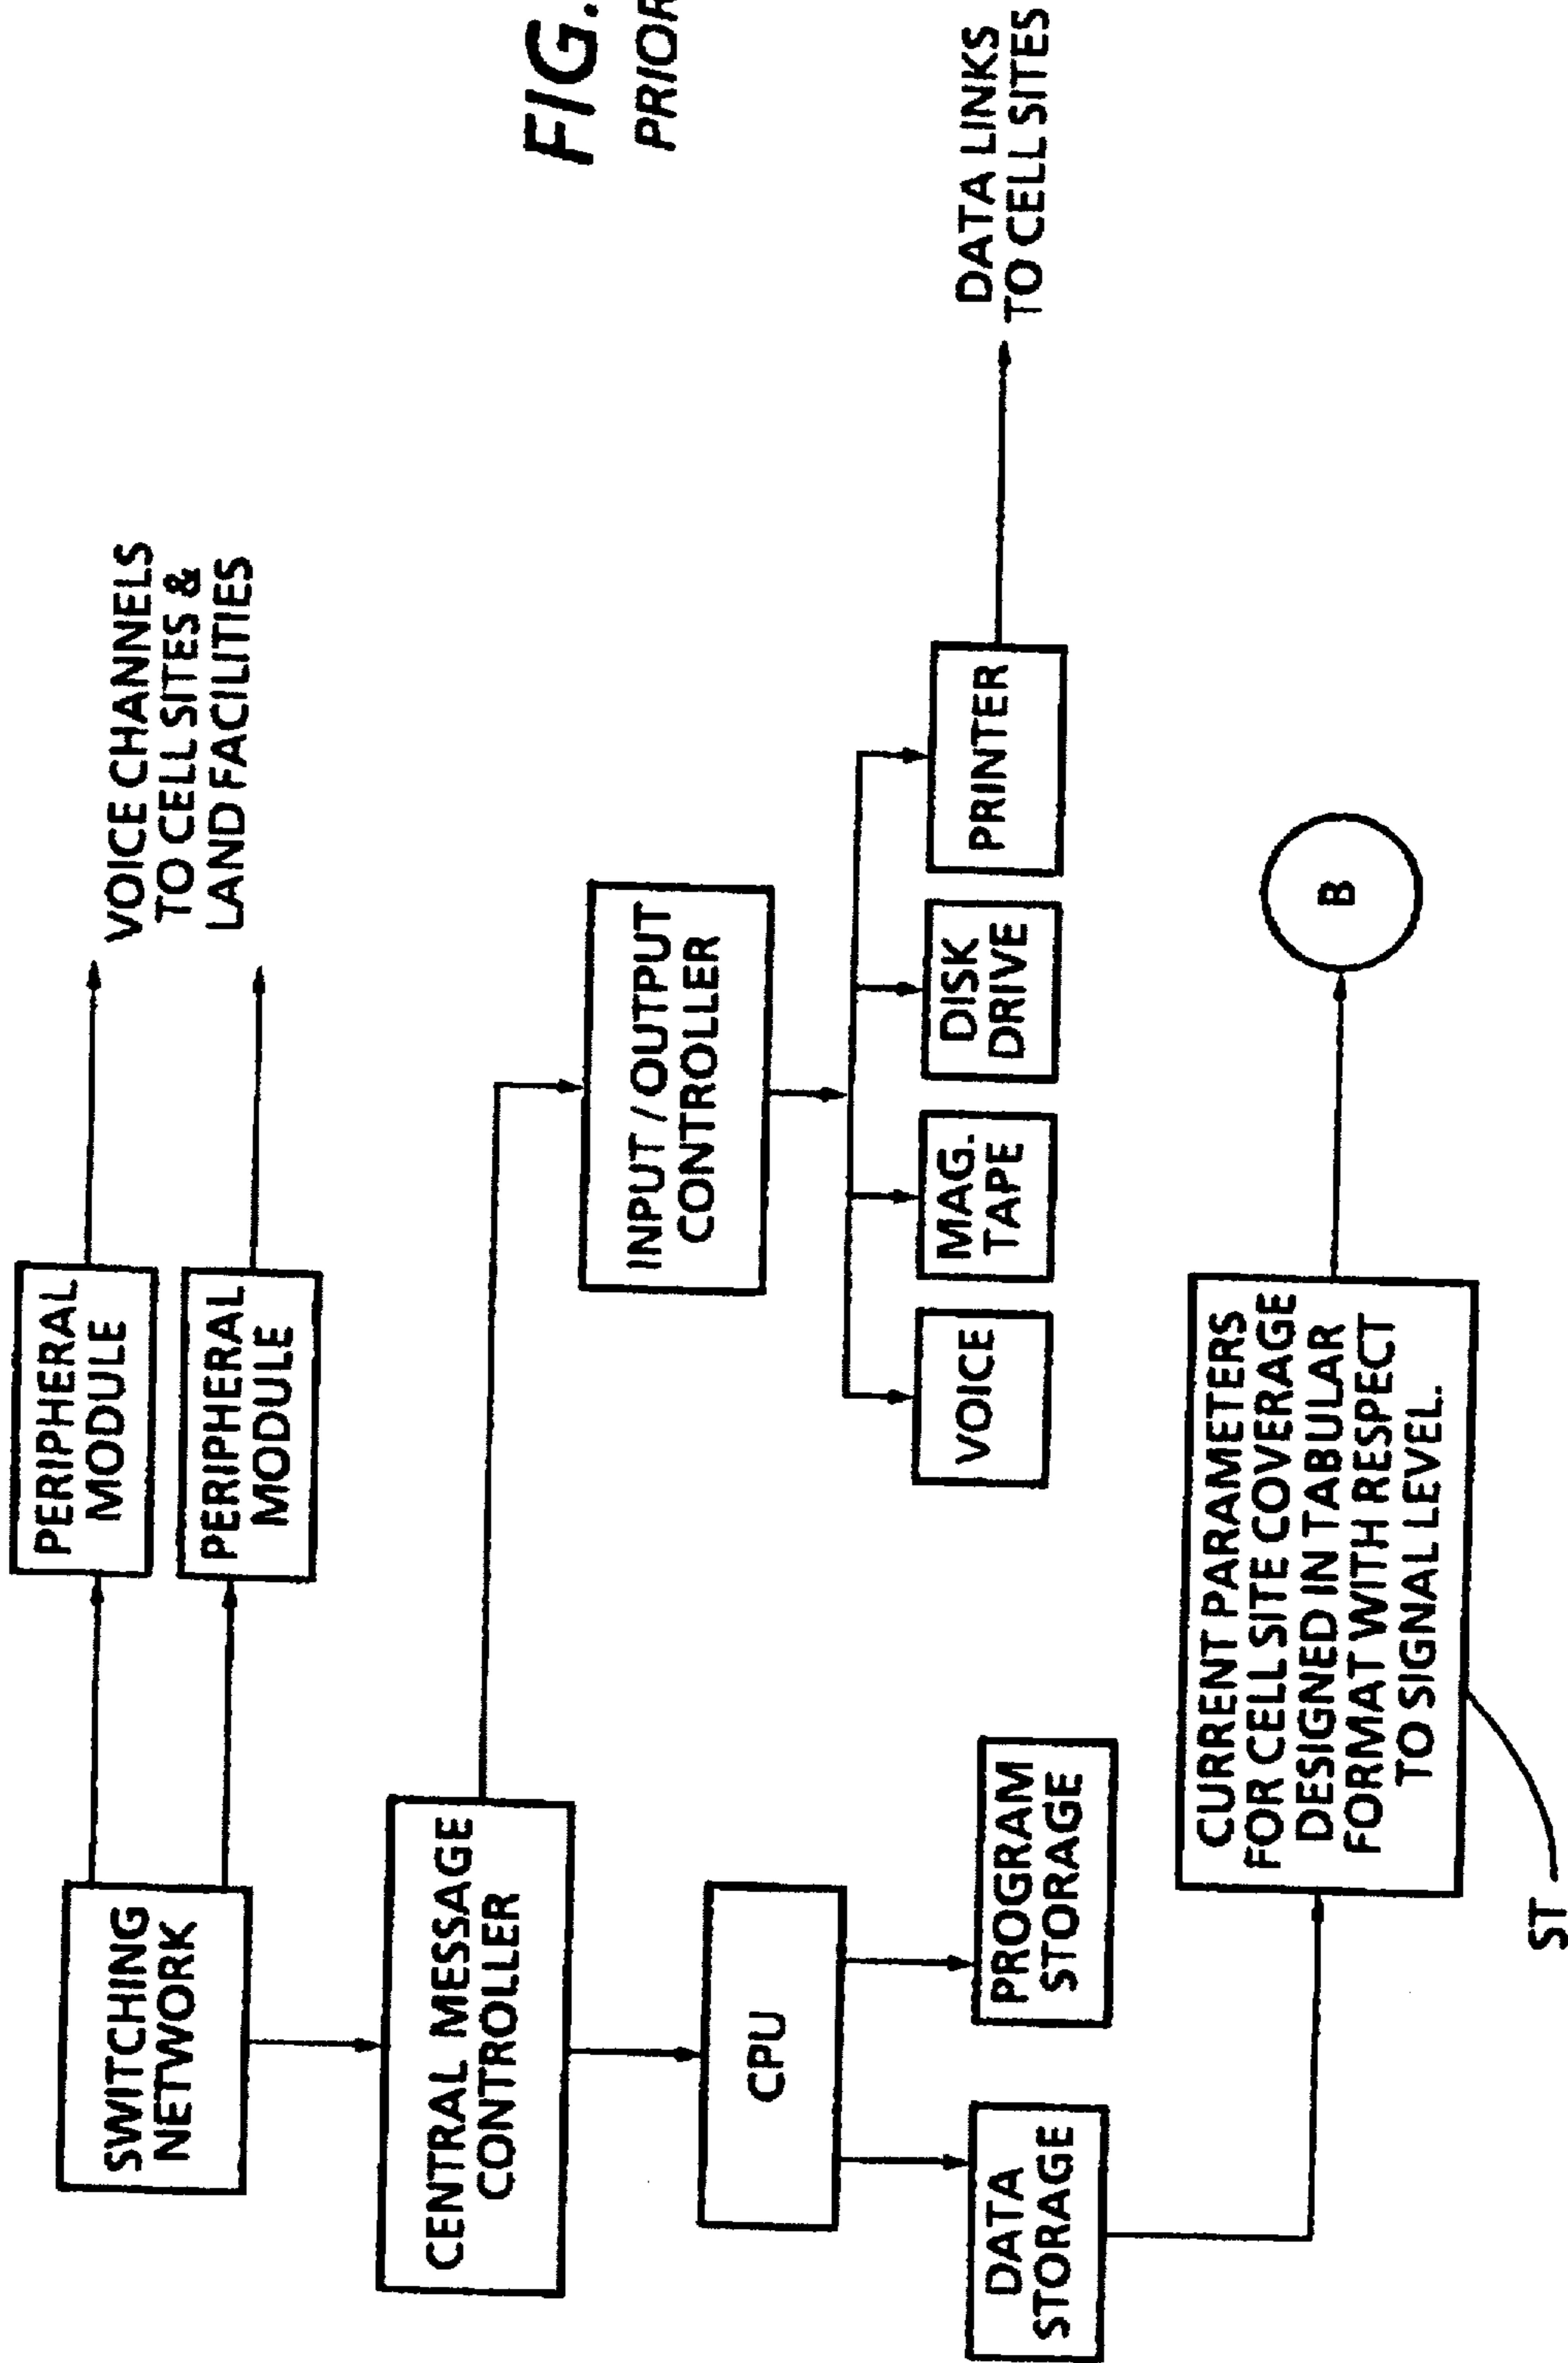 SWITCHING
NETWORK
PERIPHERAL
MODULE
PERIPHERAL
MODULE
VOICE CHANNELS
TO CELL SITES &
LAND FACILITIES
CENTRAL MESSAGE
CONTROLLER
INPUT / OUTPUT
CONTROLLER
FIG.
PRIOR
CPU
VOICE
MAG.
TAPE
DISK
DRIVE
PRINTER
DATA LINKS
TO CELL SITES
DATA
STORAGE
PROGRAM
STORAGE
CURRENT PARAMETERS
FOR CELL SITE COVERAGE
DESIGNED IN TABULAR
FORMAT WITH RESPECT
TO SIGNAL LEVEL.
B
ST